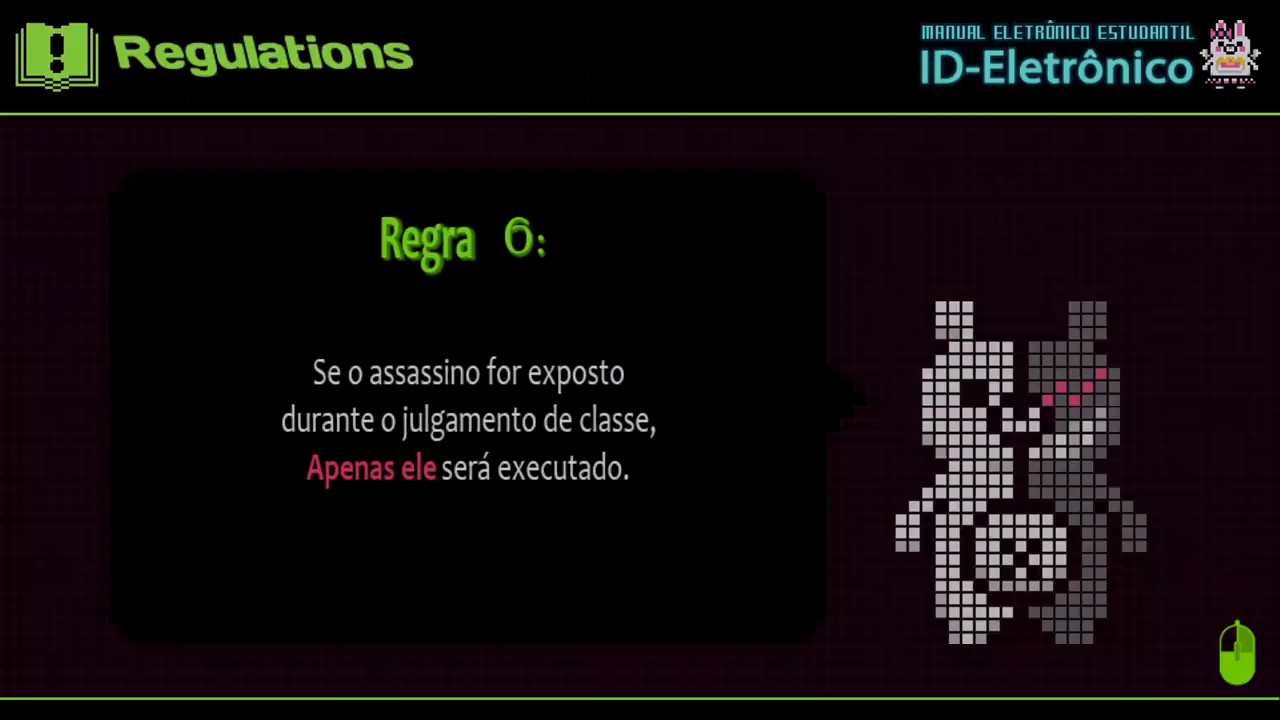 Regulations
MANUAL ELETRÔNICO ESTUDANTIL
ID-Eletrônico
Regra 6:
Se o assassino for exposto
durante o julgamento de classe,
Apenas ele será executado.